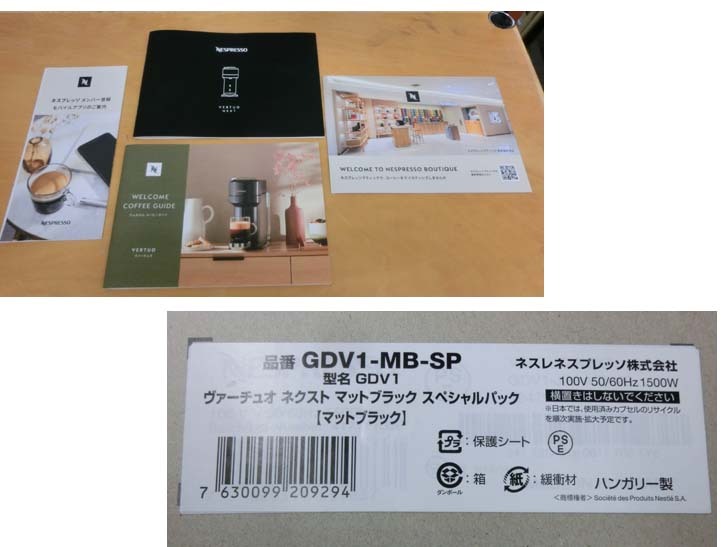 NESPRESSO
VERTUO
NEXT
ネスプレッソ メンバー登録
モバイルアプリのご案内
NESPRESSO
WELCOME
COFFEE GUIDE
VERTUO
WELCOME TO NESPRESSO BOUTIQUE
品番 GDV1-MB-SP
型名 GDV1
ヴァーチュオ ネクスト マットブラック スペシャルパック
【マットブラック】
ネスレネスプレッソ株式会社
100V 50/60Hz 1500W
横置きはしないでください
※日本では、使用済みカプセルのリサイクル
を順次実施・拡大予定です。
プラ:保護シート
PS
E
:箱
ダンボール
紙:緩衝材
ハンガリー製
<商標権者> Société des Produits Nestlé S.A.
7 630099 209294